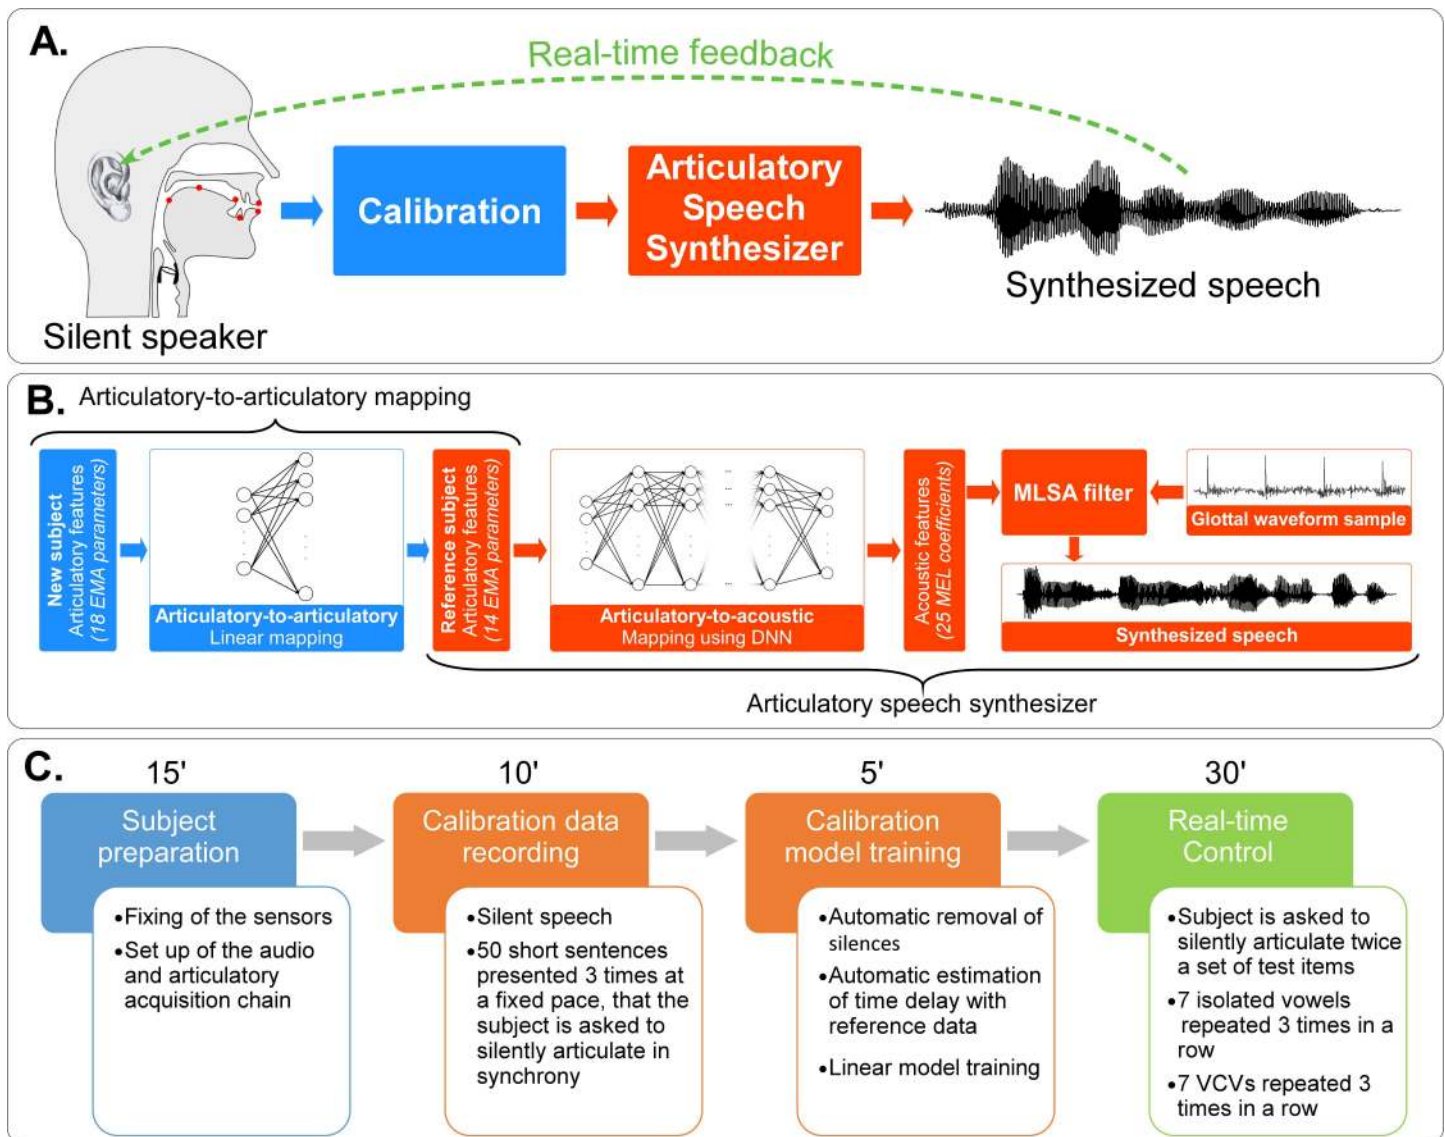 A.
Real-time feedback
Calibration
Articulatory
Speech
Synthesizer
Synthesized speech
Silent speaker
B.
Articulatory-to-articulatory mapping
New subject
Articulatory features
(18 EMA parameters)
Articulatory-to-articulatory
Linear mapping
Reference subject
Articulatory features
(14 EMA parameters)
Articulatory-to-acoustic
Mapping using DNN
Acoustic features
(25 MEL coefficients)
MLSA filter
Glottal waveform sample
Synthesized speech
Articulatory speech synthesizer
C.
15'
Subject
preparation
•Fixing of the sensors
•Set up of the audio
and articulatory
acquisition chain
10'
Calibration data
recording
•Silent speech
•50 short sentences
presented 3 times at
a fixed pace, that the
subject is asked to
silently articulate in
synchrony
5'
Calibration
model training
•Automatic removal of
silences
•Automatic estimation
of time delay with
reference data
•Linear model training
30'
Real-time
Control
•Subject is asked to
silently articulate twice
a set of test items
•7 isolated vowels
repeated 3 times in a
row
•7 VCVs repeated 3
times in a row